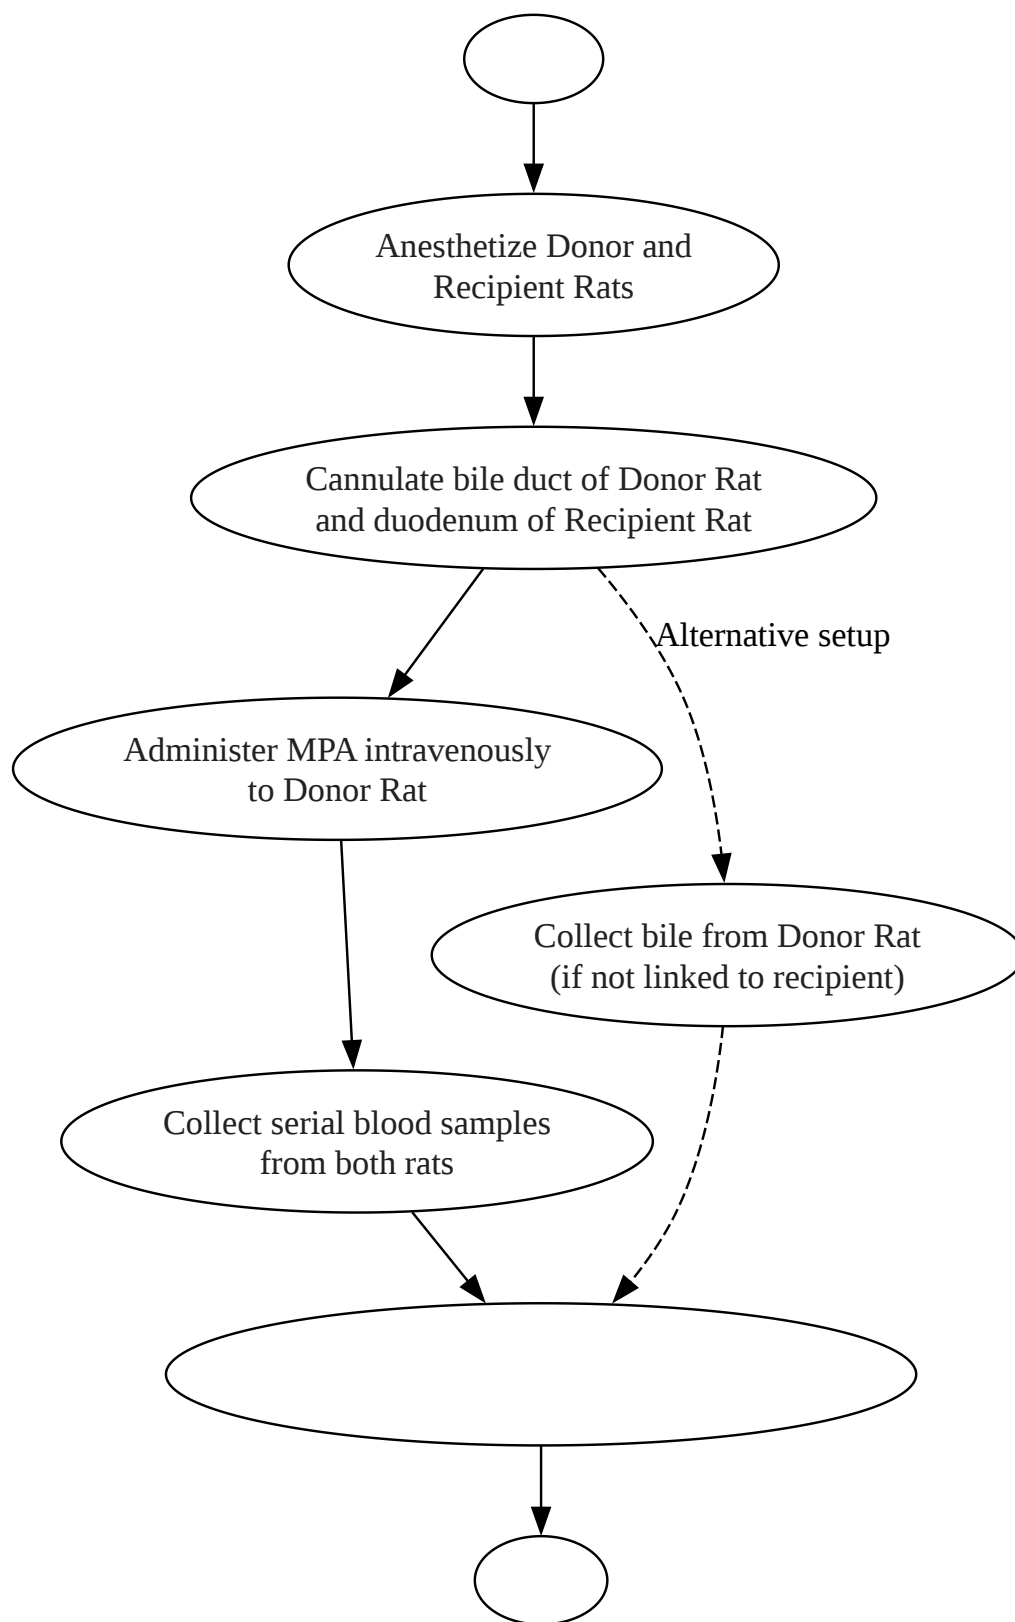 Anesthetize Donor and
Recipient Rats
Cannulate bile duct of Donor Rat
and duodenum of Recipient Rat
Alternative setup
Administer MPA intravenously
to Donor Rat
Collect bile from Donor Rat
(if not linked to recipient)
Collect serial blood samples
from both rats